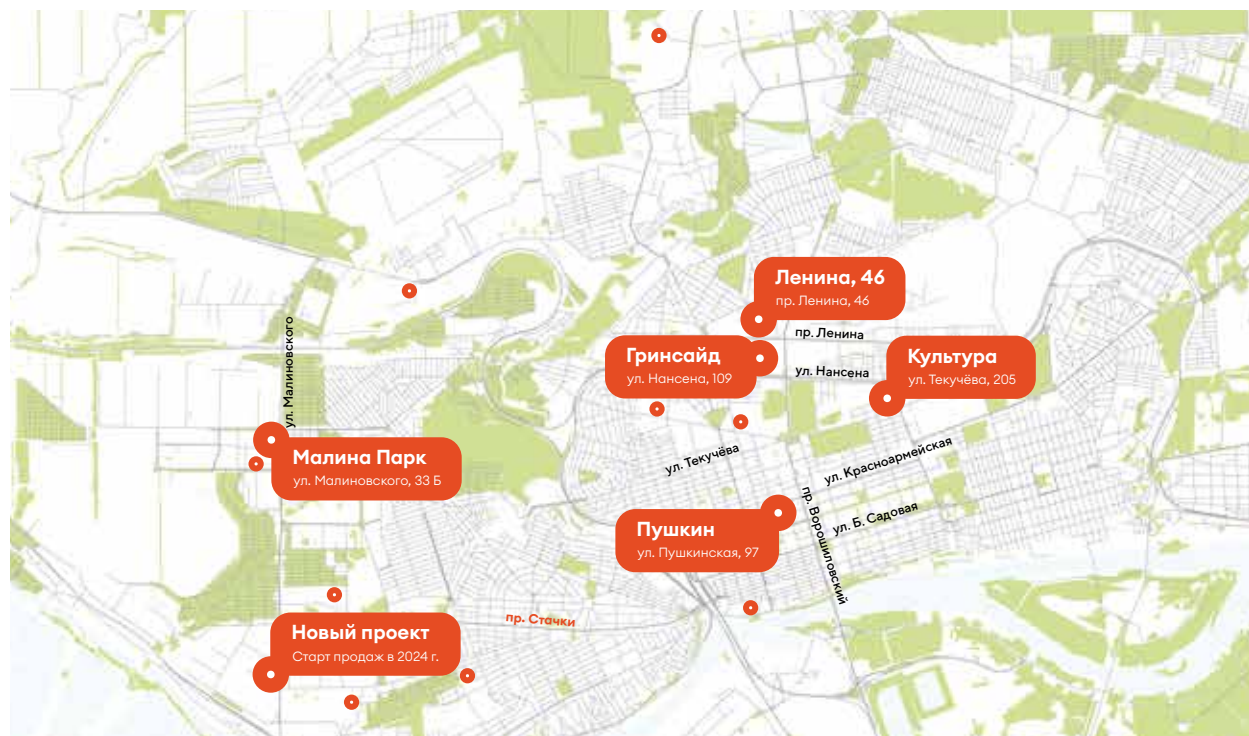 Ленина, 46
пр. Ленина, 46
пр. Ленина
Гринсайд
ул. Нансена, 109
ул. Нансена
Культура
ул. Текучёва, 205
ул. Малиновского
Малина Парк
ул. Малиновского, 33 Б
ул. Текучёва
ул. Красноармейская
пр. Ворошиловский
ул. Б. Садовая
Пушкин
ул. Пушкинская, 97
пр. Стачки
Новый проект
Старт продаж в 2024 г.